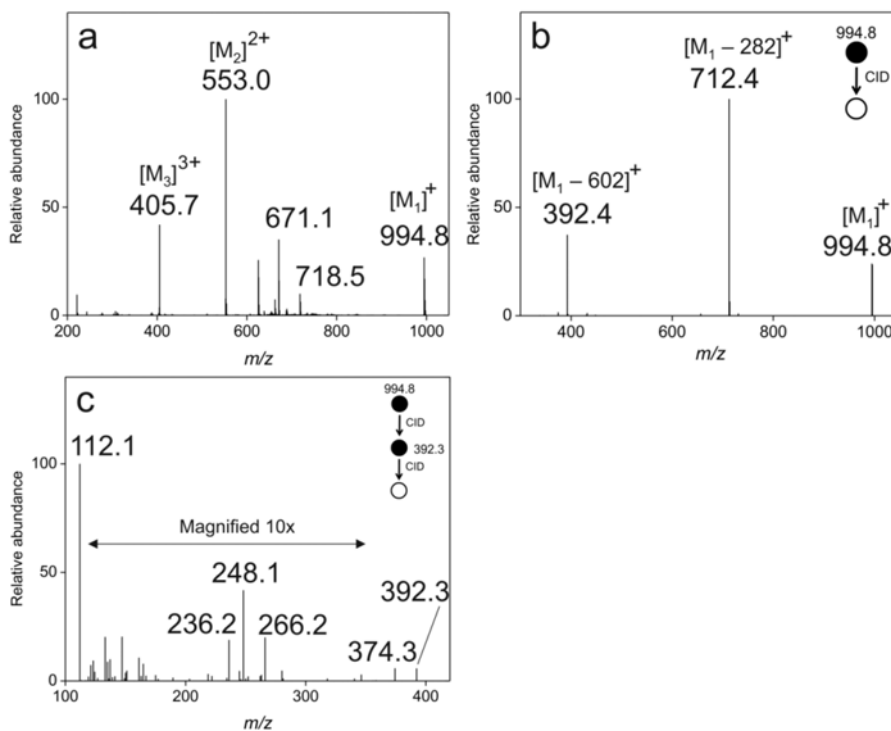 a
[M₂]²⁺
553.0
[M₃]³⁺
405.7
671.1
718.5
[M₁]⁺
994.8
Relative abundance
100
50
0
200 400 600 800 1000
m/z
b
[M₁ – 282]⁺
712.4
[M₁ – 602]⁺
392.4
[M₁]⁺
994.8
994.8
CID
Relative abundance
100
50
0
400 600 800 1000
m/z
c
112.1
Magnified 10x
248.1
236.2
266.2
374.3
392.3
994.8
CID
392.3
CID
Relative abundance
100
50
0
100 200 300 400
m/z